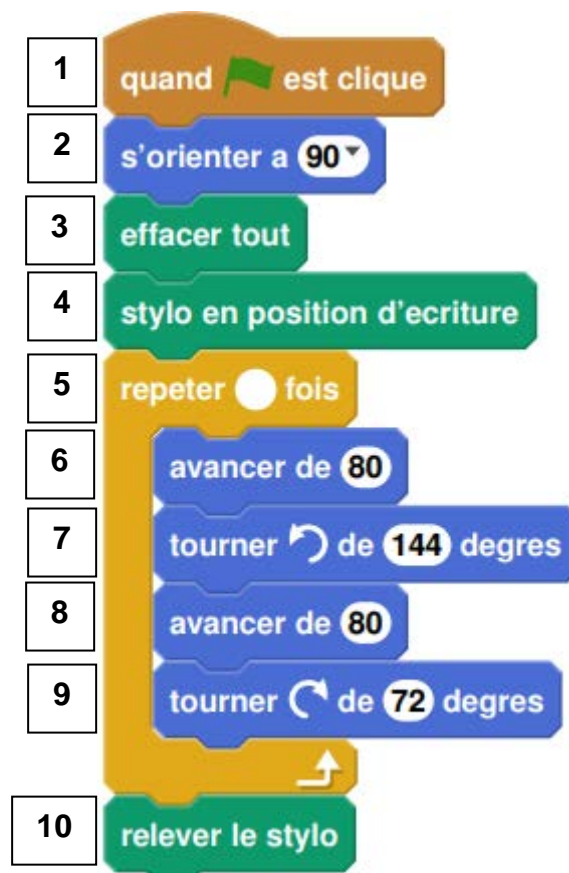 1 quand est clique
2 s'orienter a 90
3 effacer tout
4 stylo en position d'ecriture
5 repeter fois
6 avancer de 80
7 tourner de 144 degres
8 avancer de 80
9 tourner de 72 degres
10 relever le stylo